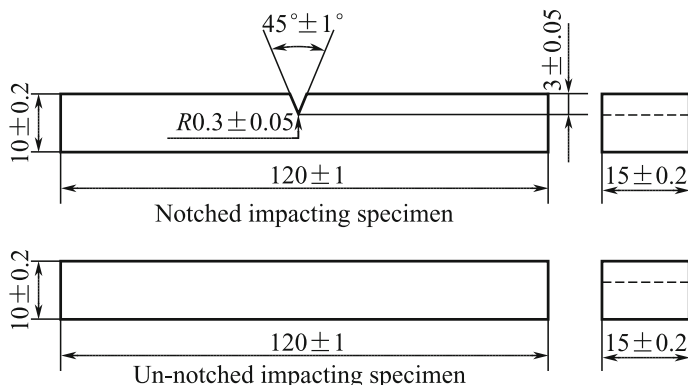 45°±1°
3±0.05
10±0.2
R0.3±0.05
120±1
15±0.2
Notched impacting specimen
10±0.2
120±1
15±0.2
Un-notched impacting specimen